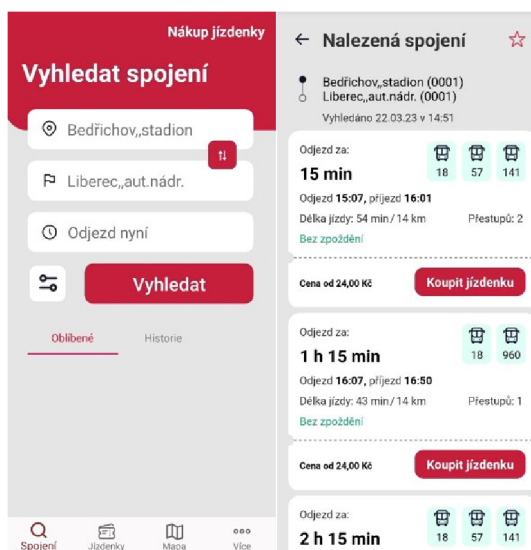 Nákup jízdenky
Vyhledat spojení
Bedřichov,,stadion
Liberec,,aut.nádr.
Odjezd nyní
Vyhledat
Oblíbené
Historie
Spojení
Jízdenky
Mapa
Více
Nalezená spojení
Bedřichov,,stadion (0001)
Liberec,,aut.nádr. (0001)
Vyhledáno 22.03.23 v 14:51
Odjezd za:
15 min
18 57 141
Odjezd 15:07, příjezd 16:01
Délka jízdy: 54 min/14 km Přestupů: 2
Bez zpoždění
Cena od 24,00 Kč
Koupit jízdenku
Odjezd za:
1 h 15 min
18 960
Odjezd 16:07, příjezd 16:50
Délka jízdy: 43 min/14 km Přestupů: 1
Bez zpoždění
Cena od 24,00 Kč
Koupit jízdenku
Odjezd za:
2 h 15 min
18 57 141